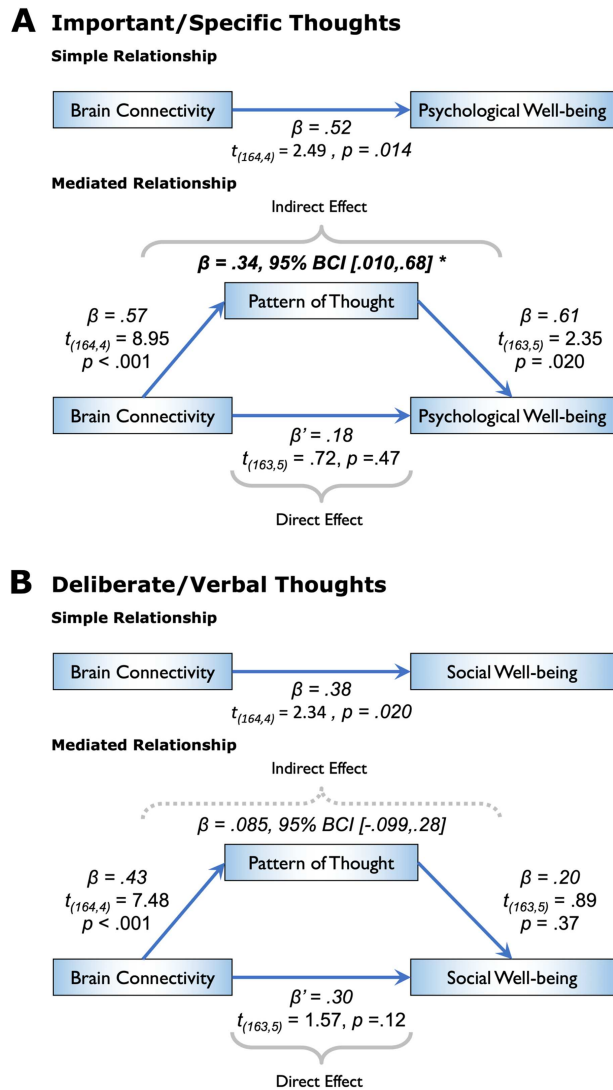 A Important/Specific Thoughts
Simple Relationship
Brain Connectivity
Psychological Well-being
β = .52
t(164,4) = 2.49 , p = .014
Mediated Relationship
Indirect Effect
β = .34, 95% BCI [.010,.68] *
Pattern of Thought
β = .57
t(164,4) = 8.95
p < .001
β = .61
t(163,5) = 2.35
p = .020
Brain Connectivity
Psychological Well-being
β’ = .18
t(163,5) = .72, p =.47
Direct Effect
B Deliberate/Verbal Thoughts
Simple Relationship
Brain Connectivity
Social Well-being
β = .38
t(164,4) = 2.34 , p = .020
Mediated Relationship
Indirect Effect
β = .085, 95% BCI [-.099,.28]
Pattern of Thought
β = .43
t(164,4) = 7.48
p < .001
β = .20
t(163,5) = .89
p = .37
Brain Connectivity
Social Well-being
β’ = .30
t(163,5) = 1.57, p =.12
Direct Effect